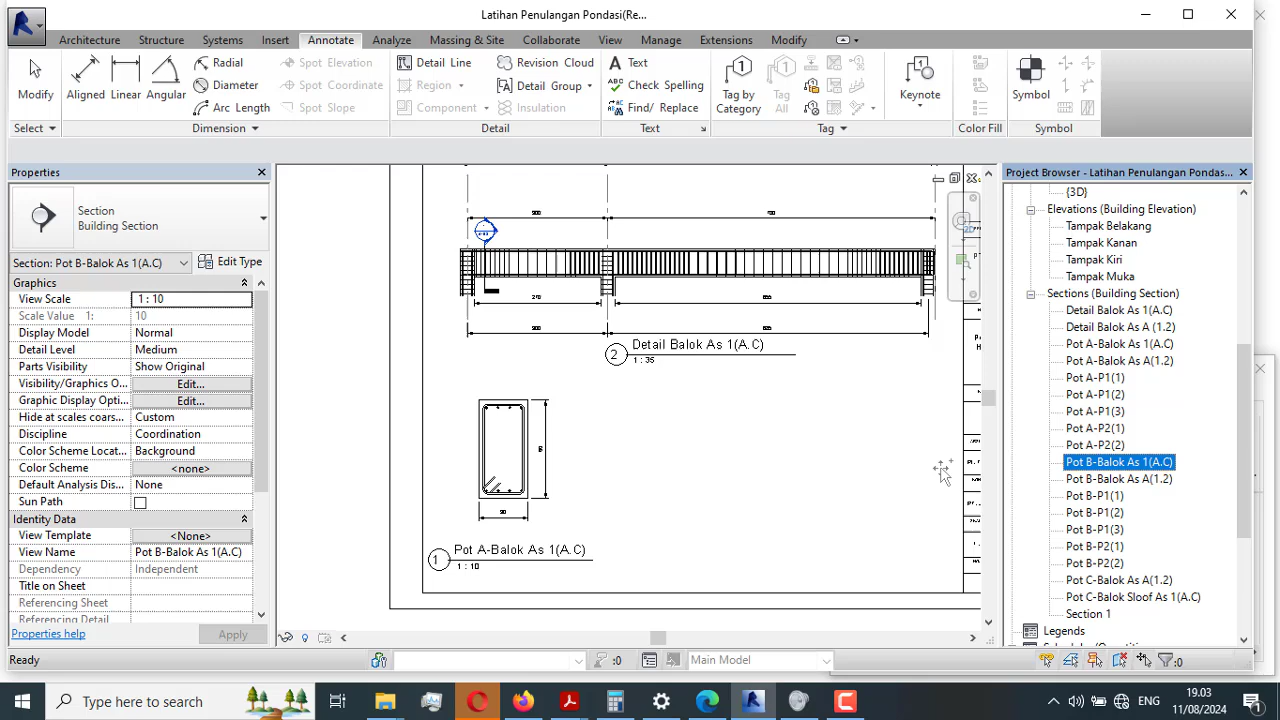 Latihan Penulangan Pondasi(Re...
Architecture Structure Systems Insert Annotate Analyze Massing & Site Collaborate View Manage Extensions Modify
Modify
Aligned Linear Angular
Radial
Diameter
Arc Length
Spot Elevation
Spot Coordinate
Spot Slope
Detail Line
Region
Component
Revision Cloud
Detail Group
Insulation
Text
Check Spelling
Find/ Replace
Tag by Category
Tag All
Keynote
Symbol
Select Dimension Detail Text Tag Color Fill Symbol
Properties
Section
Building Section
Section: Pot B-Balok As 1(A.C) Edit Type
Graphics
View Scale 1 : 10
Scale Value 1: 10
Display Model Normal
Detail Level Medium
Parts Visibility Show Original
Visibility/Graphics O... Edit...
Graphic Display Opti... Edit...
Hide at scales coars... Custom
Discipline Coordination
Color Scheme Locat... Background
Color Scheme <none>
Default Analysis Dis... None
Sun Path
Identity Data
View Template <None>
View Name Pot B-Balok As 1(A.C)
Dependency Independent
Title on Sheet
Referencing Sheet
Referencing Detail
Properties help Apply
2 Detail Balok As 1(A.C)
1 : 35
1 Pot A-Balok As 1(A.C)
1 : 10
2D
Project Browser - Latihan Penulangan Pondas...
{3D}
Elevations (Building Elevation)
Tampak Belakang
Tampak Kanan
Tampak Kiri
Tampak Muka
Sections (Building Section)
Detail Balok As 1(A.C)
Detail Balok As A (1.2)
Pot A-Balok As 1(A.C)
Pot A-Balok As A(1.2)
Pot A-P1(1)
Pot A-P1(2)
Pot A-P1(3)
Pot A-P2(1)
Pot A-P2(2)
Pot B-Balok As 1(A.C)
Pot B-Balok As A(1.2)
Pot B-P1(1)
Pot B-P1(2)
Pot B-P1(3)
Pot B-P2(1)
Pot B-P2(2)
Pot C-Balok As A(1.2)
Pot C-Balok Sloof As 1(A.C)
Section 1
Legends
Ready :0 Main Model :0
Type here to search
ENG
19.03
11/08/2024
1